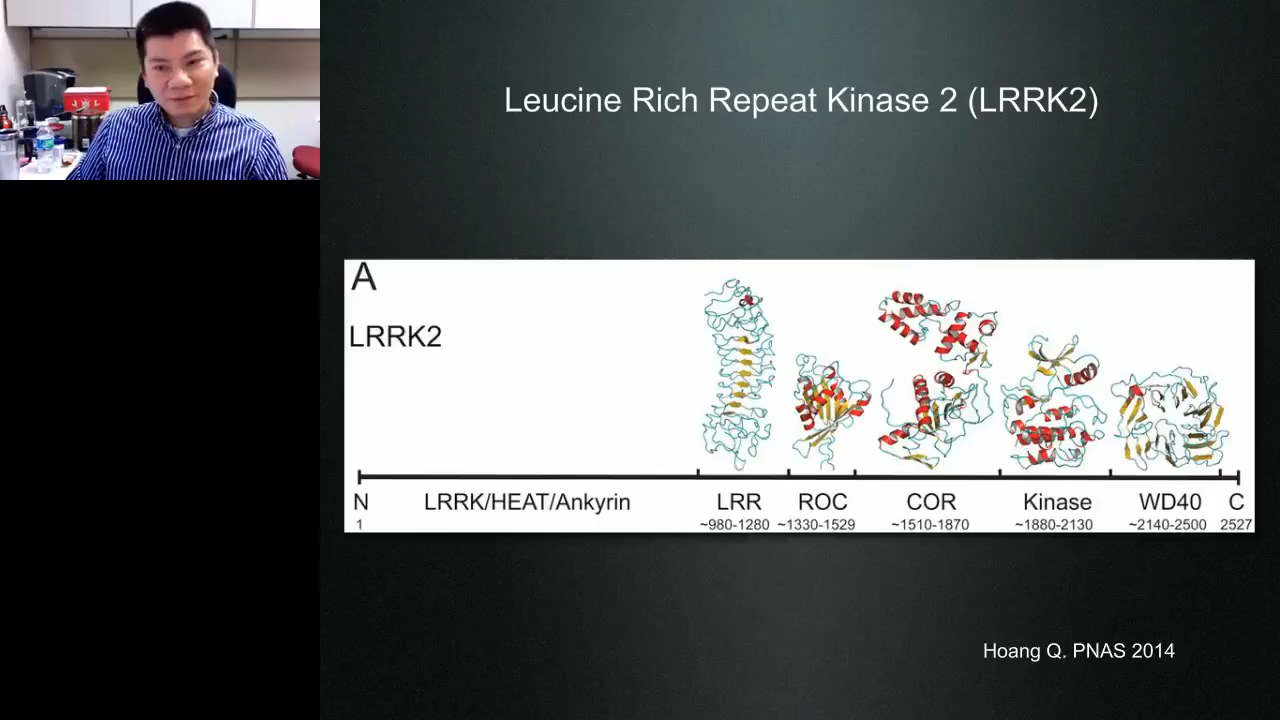 Leucine Rich Repeat Kinase 2 (LRRK2)
A
LRRK2
N LRRK/HEAT/Ankyrin LRR ROC COR Kinase WD40 C
1 ~980-1280 ~1330-1529 ~1510-1870 ~1880-2130 ~2140-2500 2527
Hoang Q. PNAS 2014